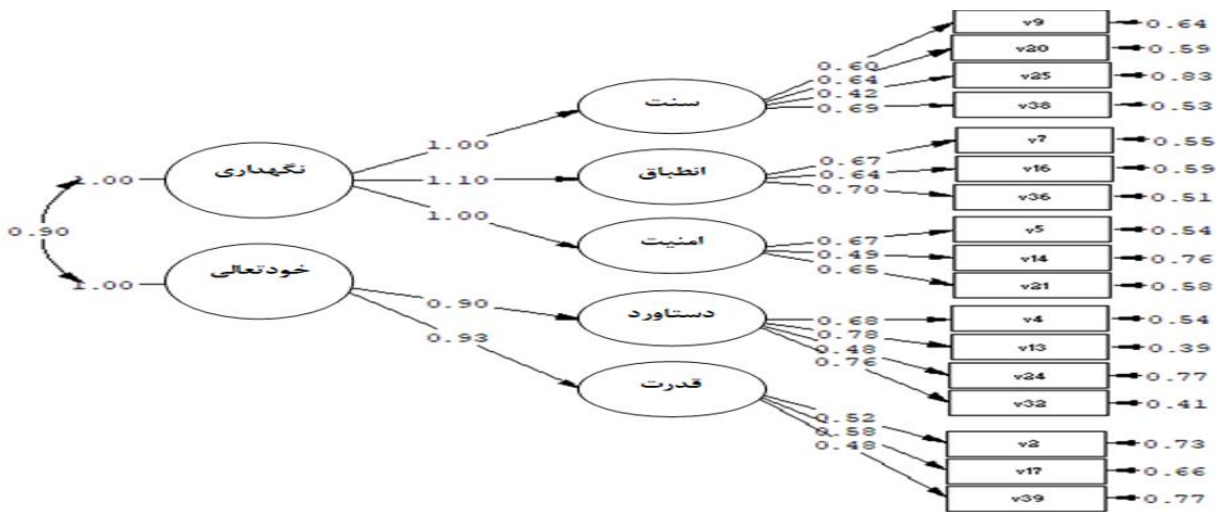 v9
0.64
v20
0.59
0.60
0.64
v25
0.83
0.42
سنت
0.69
v38
0.53
1.00
v7
0.55
نگهداری
1.00
1.10
انطباق
0.67
0.64
v16
0.59
0.70
v36
0.51
1.00
0.90
امنیت
0.67
v5
0.54
0.49
v14
0.76
0.65
v21
0.58
خودتعالی
1.00
0.90
دستاورد
0.68
v4
0.54
0.78
v13
0.39
0.48
0.76
v24
0.77
0.93
v32
0.41
قدرت
0.52
0.58
v2
0.73
0.48
v17
0.66
v39
0.77